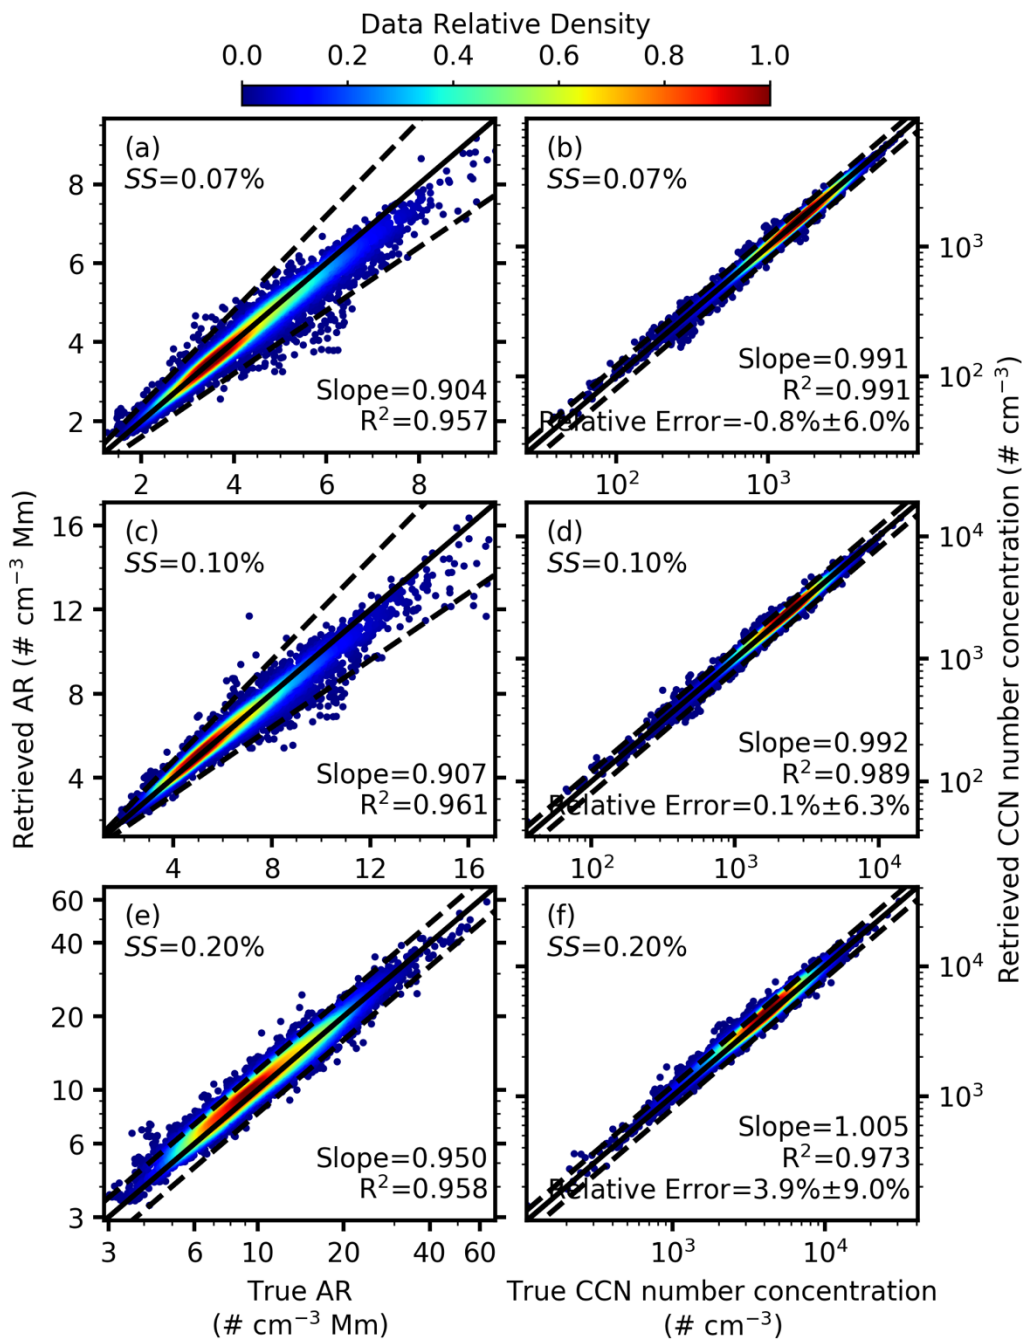 Data Relative Density
0.0 0.2 0.4 0.6 0.8 1.0
(a)
SS=0.07%
8
6
4
2
Slope=0.904
R²=0.957
2 4 6 8
(b)
SS=0.07%
10³
10²
Slope=0.991
R²=0.991
Relative Error=-0.8%±6.0%
10² 10³
(c)
SS=0.10%
16
12
8
4
Slope=0.907
R²=0.961
4 8 12 16
(d)
SS=0.10%
10⁴
10³
10²
Slope=0.992
R²=0.989
Relative Error=0.1%±6.3%
10² 10³ 10⁴
(e)
SS=0.20%
60
40
20
10
6
3
Slope=0.950
R²=0.958
3 6 10 20 40 60
(f)
SS=0.20%
10⁴
10³
Slope=1.005
R²=0.973
Relative Error=3.9%±9.0%
10³ 10⁴
Retrieved AR (# cm⁻³ Mm)
Retrieved CCN number concentration (# cm⁻³)
True AR
(# cm⁻³ Mm)
True CCN number concentration
(# cm⁻³)